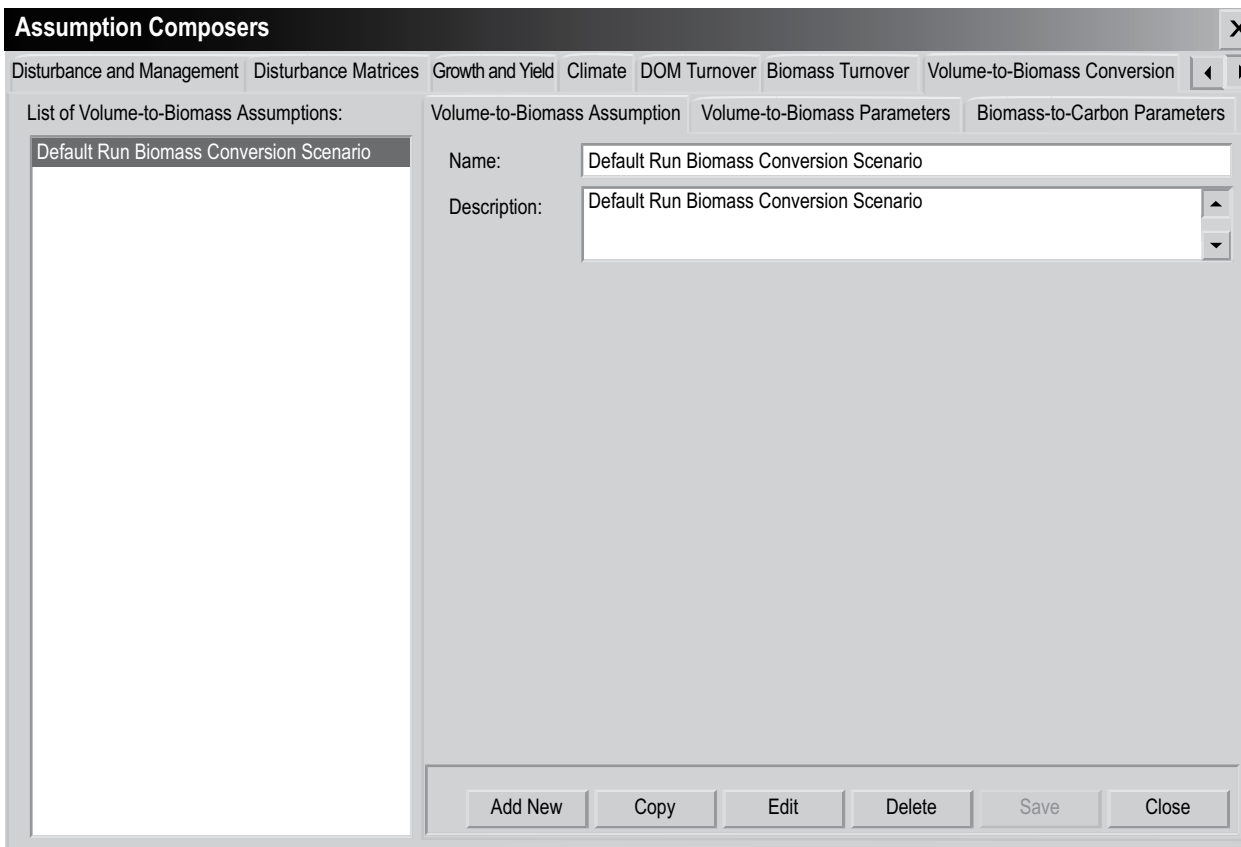 Assumption Composers
Disturbance and Management Disturbance Matrices Growth and Yield Climate DOM Turnover Biomass Turnover Volume-to-Biomass Conversion
List of Volume-to-Biomass Assumptions:
Default Run Biomass Conversion Scenario
Volume-to-Biomass Assumption Volume-to-Biomass Parameters Biomass-to-Carbon Parameters
Name: Default Run Biomass Conversion Scenario
Description: Default Run Biomass Conversion Scenario
Add New Copy Edit Delete Save Close